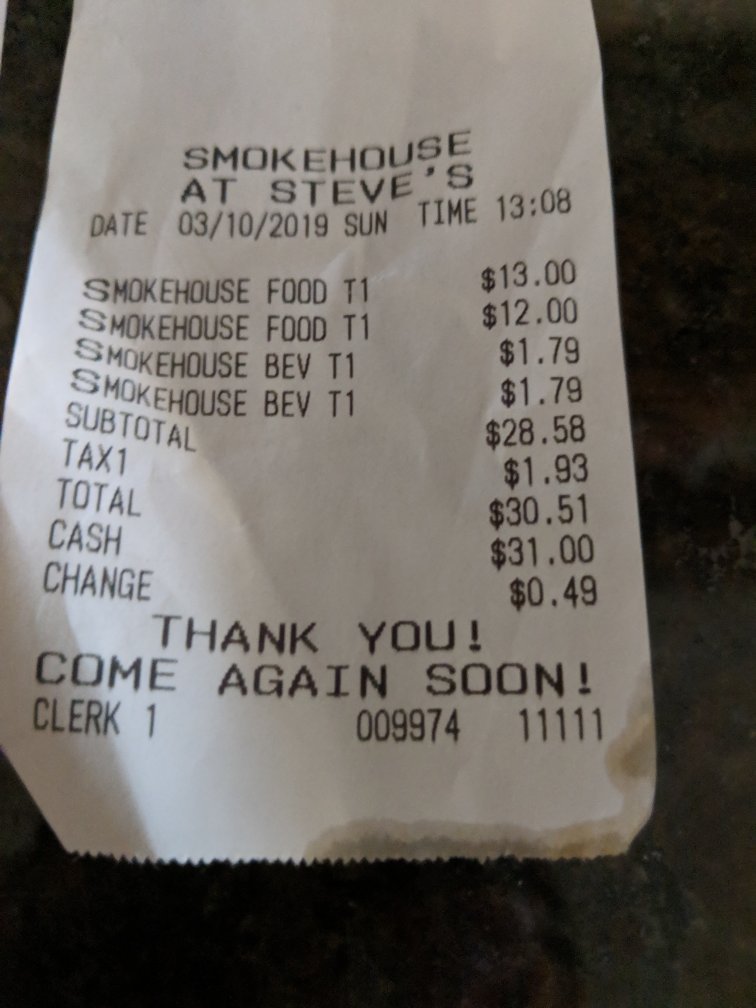 SMOKEHOUSE
AT STEVE'S
DATE 03/10/2019 SUN TIME 13:08
SMOKEHOUSE FOOD T1 $13.00
SMOKEHOUSE FOOD T1 $12.00
SMOKEHOUSE BEV T1 $1.79
SMOKEHOUSE BEV T1 $1.79
SUBTOTAL $28.58
TAX1 $1.93
TOTAL $30.51
CASH $31.00
CHANGE $0.49
THANK YOU!
COME AGAIN SOON!
CLERK 1 009974 11111